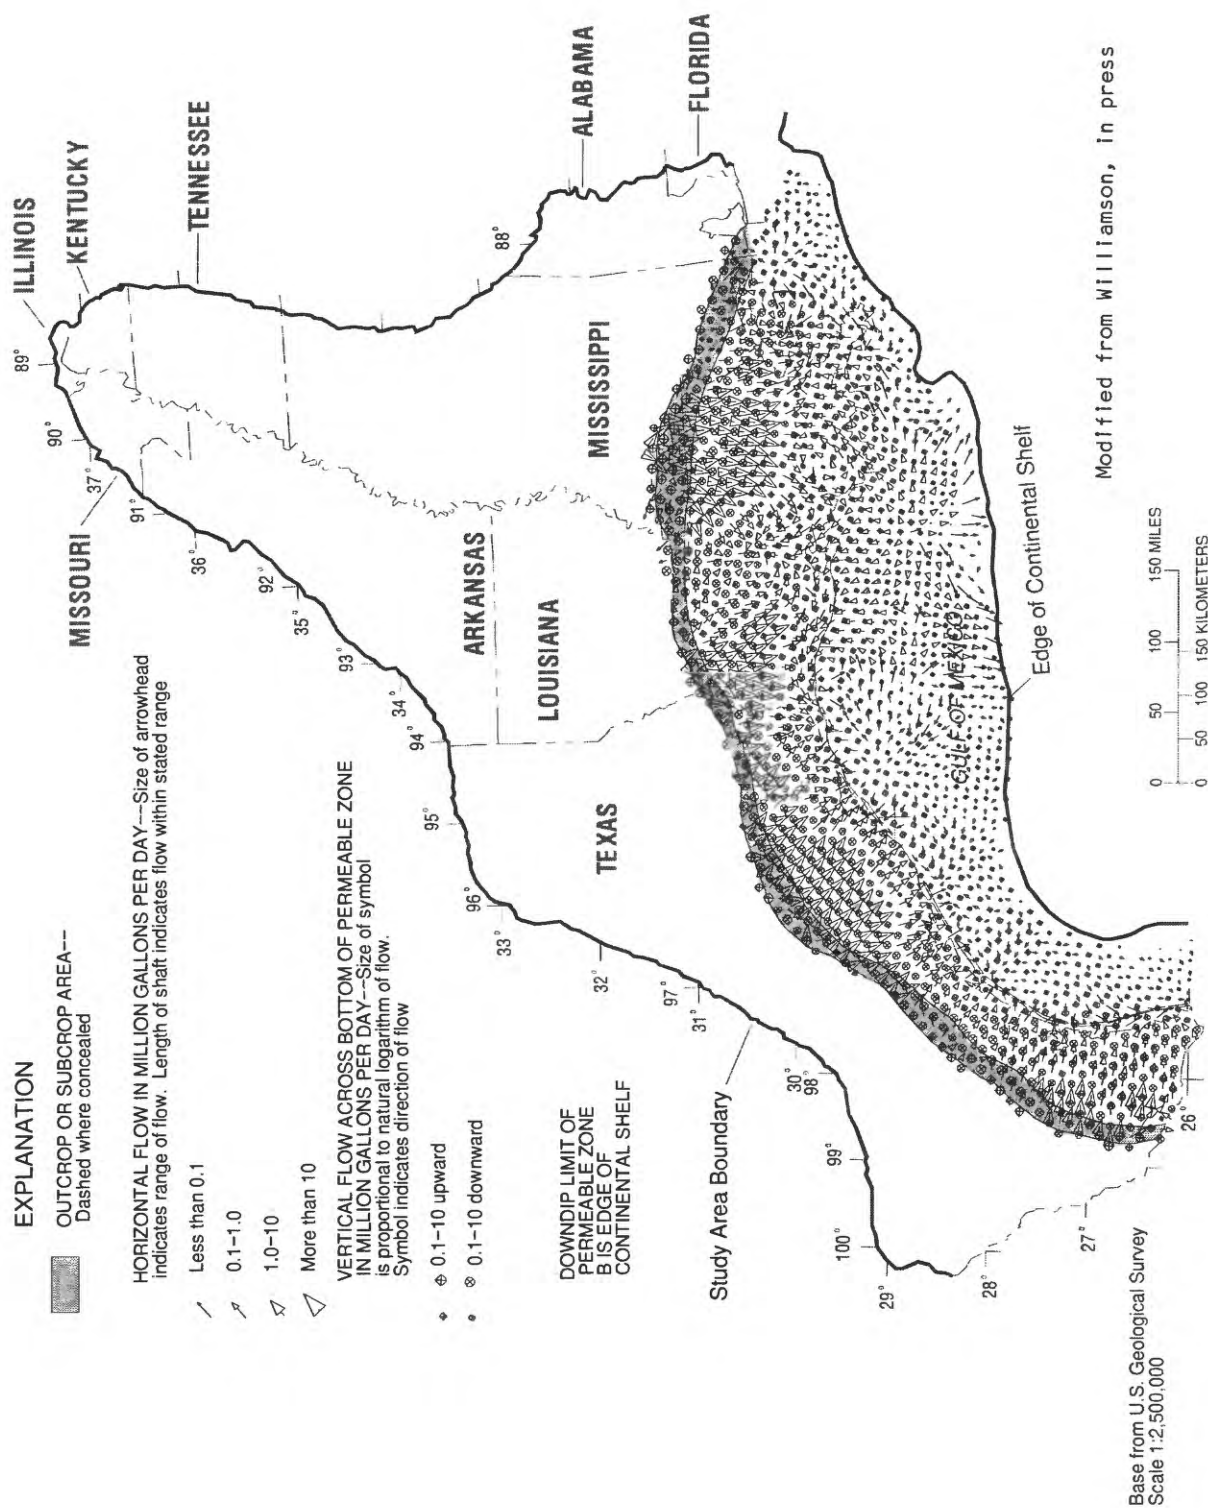 EXPLANATION
OUTCROP OR SUBCROP AREA---
Dashed where concealed
HORIZONTAL FLOW IN MILLION GALLONS PER DAY---Size of arrowhead
indicates range of flow. Length of shaft indicates flow within stated range
Less than 0.1
0.1-1.0
1.0-10
More than 10
VERTICAL FLOW ACROSS BOTTOM OF PERMEABLE ZONE
IN MILLION GALLONS PER DAY---Size of symbol
is proportional to natural logarithm of flow.
Symbol indicates direction of flow
0.1-10 upward
0.1-10 downward
DOWNDIP LIMIT OF
PERMEABLE ZONE
B IS EDGE OF
CONTINENTAL SHELF
Study Area Boundary
Base from U.S. Geological Survey
Scale 1:2,500,000
ILLINOIS
KENTUCKY
TENNESSEE
MISSOURI
ARKANSAS
LOUISIANA
MISSISSIPPI
ALABAMA
FLORIDA
TEXAS
GULF OF MEXICO
Edge of Continental Shelf
89°
90°
37°
91°
36°
92°
35°
93°
34°
94°
95°
96°
33°
32°
97°
31°
30°
98°
99°
100°
29°
28°
27°
26°
88°
0 50 100 150 MILES
0 50 100 150 KILOMETERS
Modified from Williamson, in press